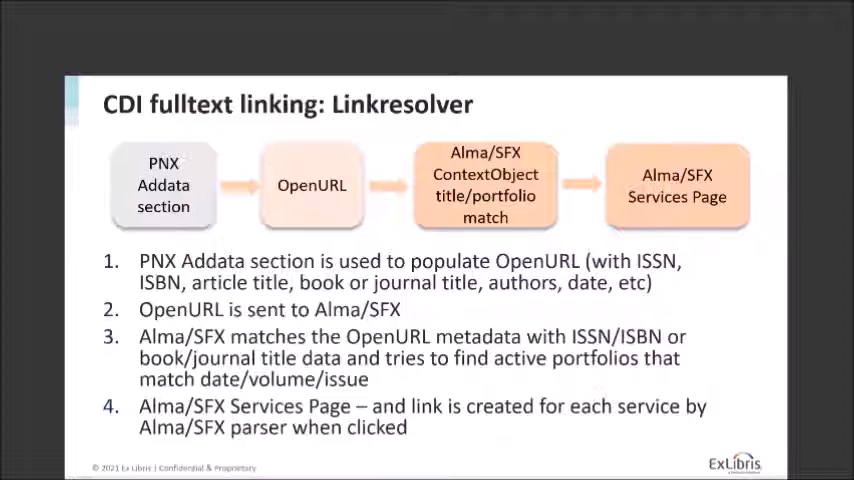 CDI fulltext linking: Linkresolver
PNX
Addata
section
OpenURL
Alma/SFX
ContextObject
title/portfolio
match
Alma/SFX
Services Page
1. PNX Addata section is used to populate OpenURL (with ISSN,
ISBN, article title, book or journal title, authors, date, etc)
2. OpenURL is sent to Alma/SFX
3. Alma/SFX matches the OpenURL metadata with ISSN/ISBN or
book/journal title data and tries to find active portfolios that
match date/volume/issue
4. Alma/SFX Services Page – and link is created for each service by
Alma/SFX parser when clicked
© 2021 Ex Libris | Confidential & Proprietary
ExLibris